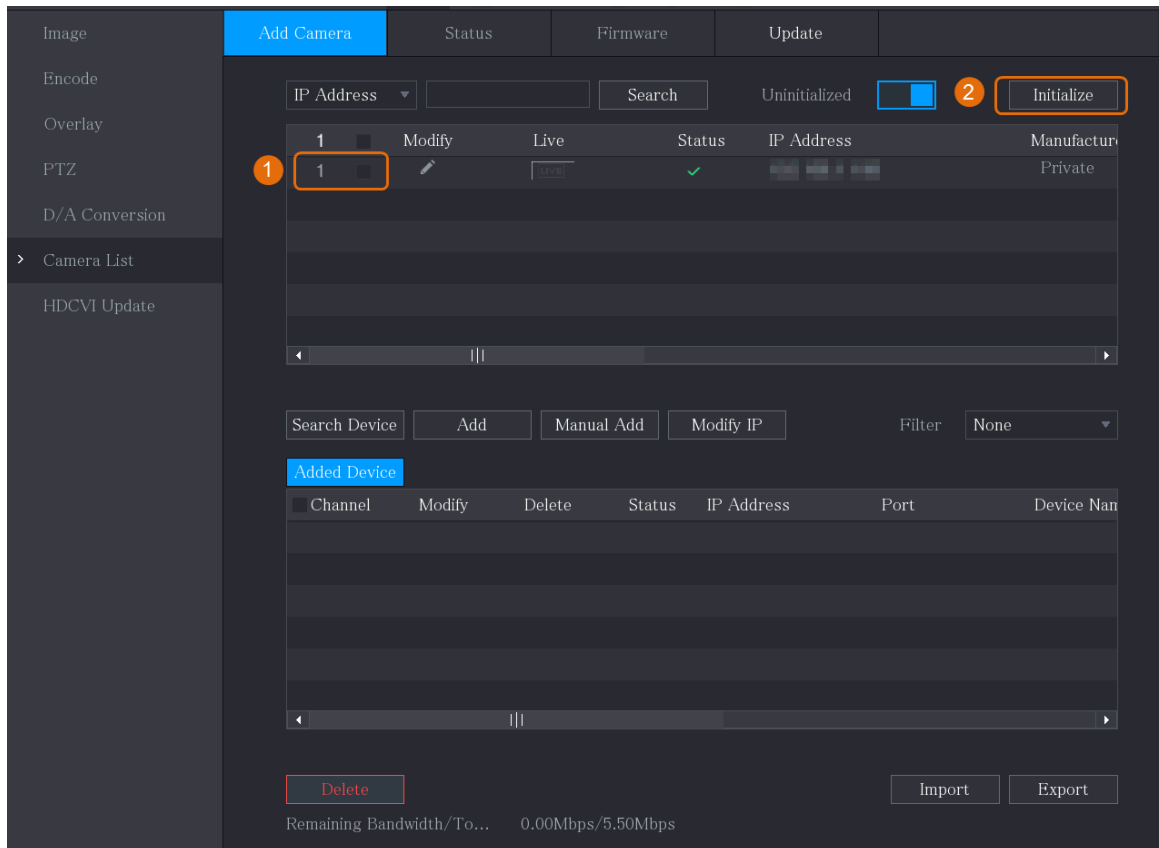 Image
Add Camera Status Firmware Update
Encode
IP Address Search Uninitialized 2 Initialize
Overlay
1 Modify Live Status IP Address Manufacture
PTZ
1 1 LIVE Private
D/A Conversion
Camera List
HDCVI Update
Search Device Add Manual Add Modify IP Filter None
Added Device
Channel Modify Delete Status IP Address Port Device Nam
Delete Import Export
Remaining Bandwidth/To... 0.00Mbps/5.50Mbps